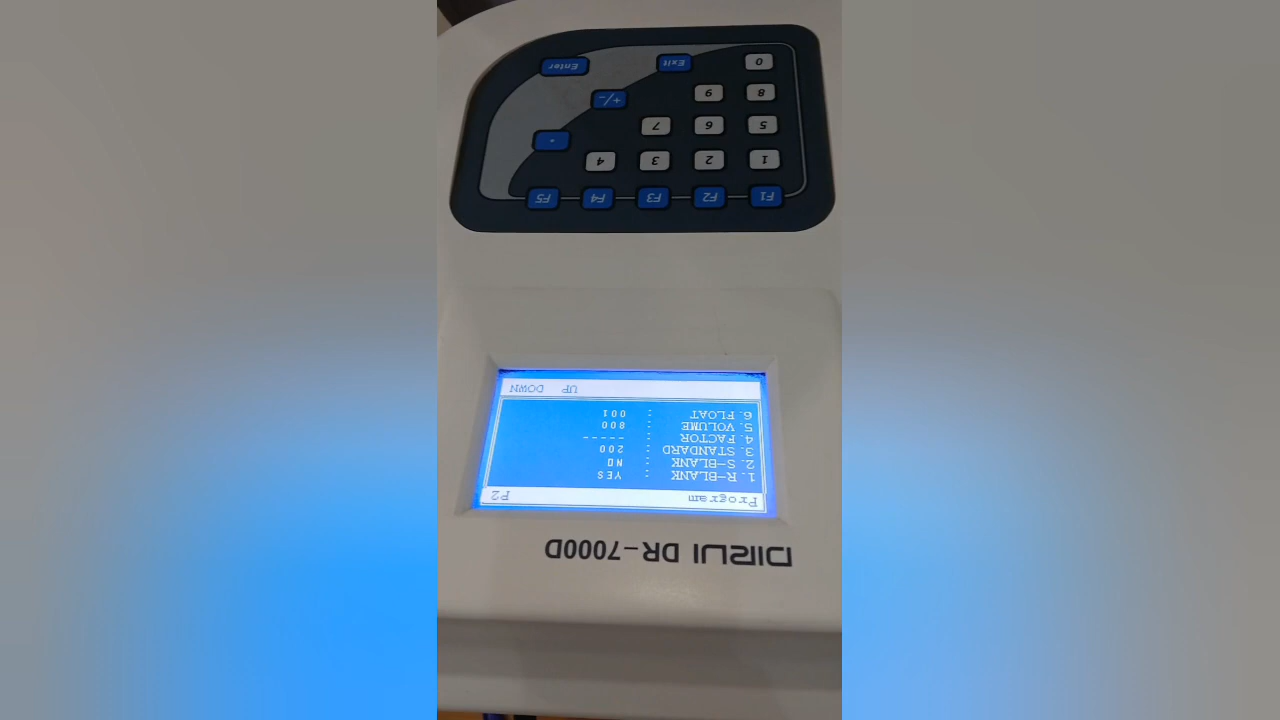 DIRUI DR-7000D
Program P2
1. R-BLANK : YES
2. S-BLANK : NO
3. STANDARD : 200
4. FACTOR : -----
5. VOLUME : 800
6. FLOAT : 001
UP DOWN
F1 F2 F3 F4 F5
1 2 3 4
5 6 7 .
8 9 +/-
0 Exit Enter